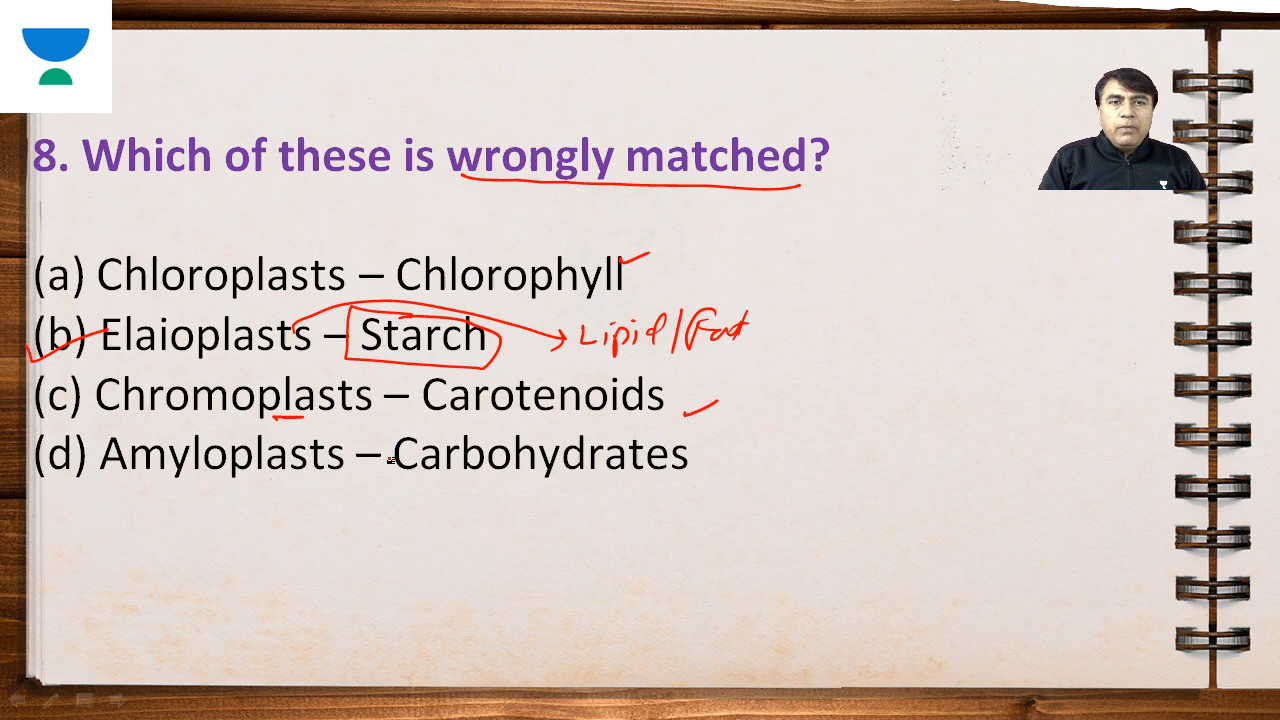 8. Which of these is wrongly matched?
(a) Chloroplasts – Chlorophyll
(b) Elaioplasts – Starch → Lipid/Fat
(c) Chromoplasts – Carotenoids
(d) Amyloplasts – Carbohydrates